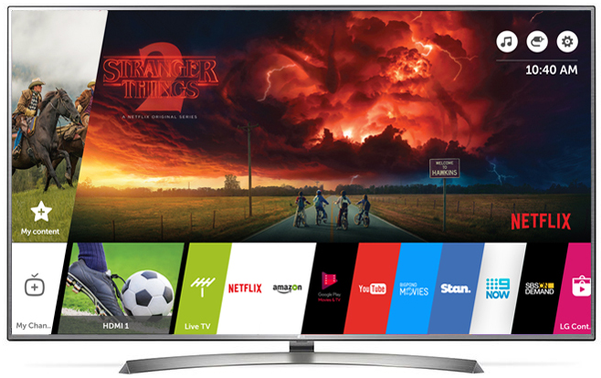 STRANGER
THINGS
2
A NETFLIX ORIGINAL SERIES
10:40 AM
WELCOME TO
HAWKINS
My content
NETFLIX
My Chan..
HDMI 1
Live TV
NETFLIX
amazon
Google Play
Movies & TV
YouTube
BIGPOND
MOVIES
Stan.
9
NOW
SBS ON
DEMAND
LG Cont.